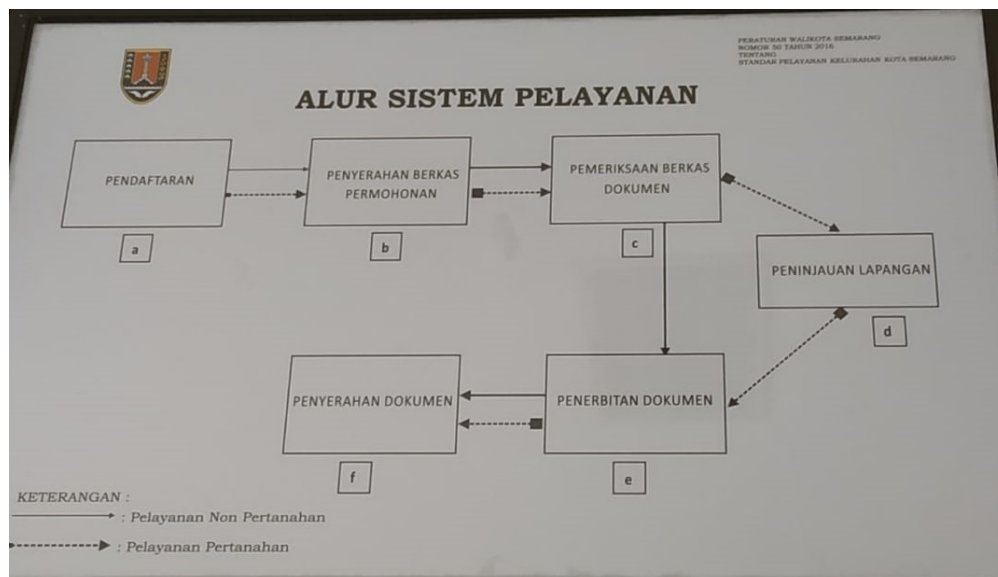 PERATURAN WALIKOTA SEMARANG
NOMOR 50 TAHUN 2016
TENTANG
STANDAR PELAYANAN KELURAHAN KOTA SEMARANG
ALUR SISTEM PELAYANAN
PENDAFTARAN
a
PENYERAHAN BERKAS
PERMOHONAN
b
PEMERIKSAAN BERKAS
DOKUMEN
c
PENINJAUAN LAPANGAN
d
PENERBITAN DOKUMEN
e
PENYERAHAN DOKUMEN
f
KETERANGAN :
: Pelayanan Non Pertanahan
: Pelayanan Pertanahan